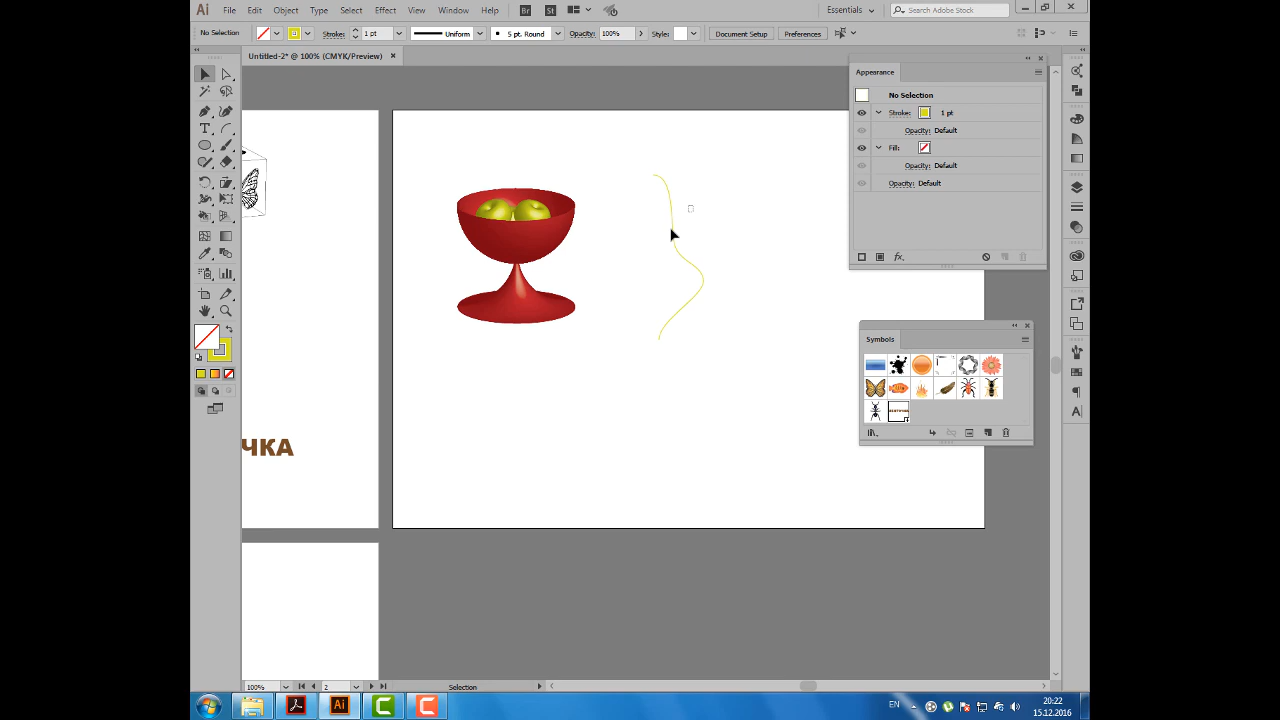 Ai File Edit Object Type Select Effect View Window Help Br St Essentials Search Adobe Stock
No Selection Stroke: 1 pt Uniform 5 pt. Round Opacity: 100% Style: Document Setup Preferences
Untitled-2* @ 100% (CMYK/Preview)
Appearance
No Selection
Stroke: 1 pt
Opacity: Default
Fill:
Opacity: Default
Opacity: Default
Symbols
ЧКА
100% 2 Selection
Ai EN 20:22
15.12.2016